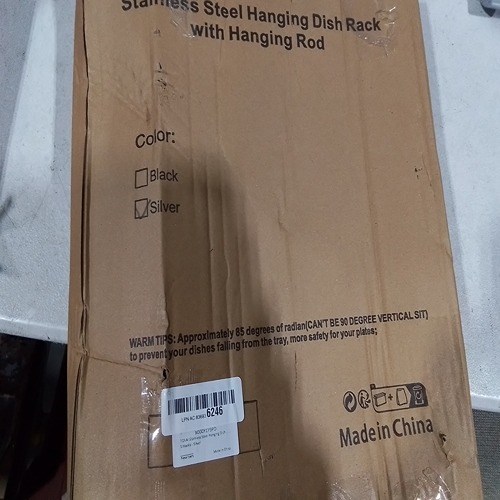 Stainless Steel Hanging Dish Rack
with Hanging Rod
Color:
Black
Silver
WARM TIPS: Approximately 85 degrees of radian(CAN'T BE 90 DEGREE VERTICAL SIT)
to prevent your dishes falling from the tray, more safety for your plates;
6246
Made in China